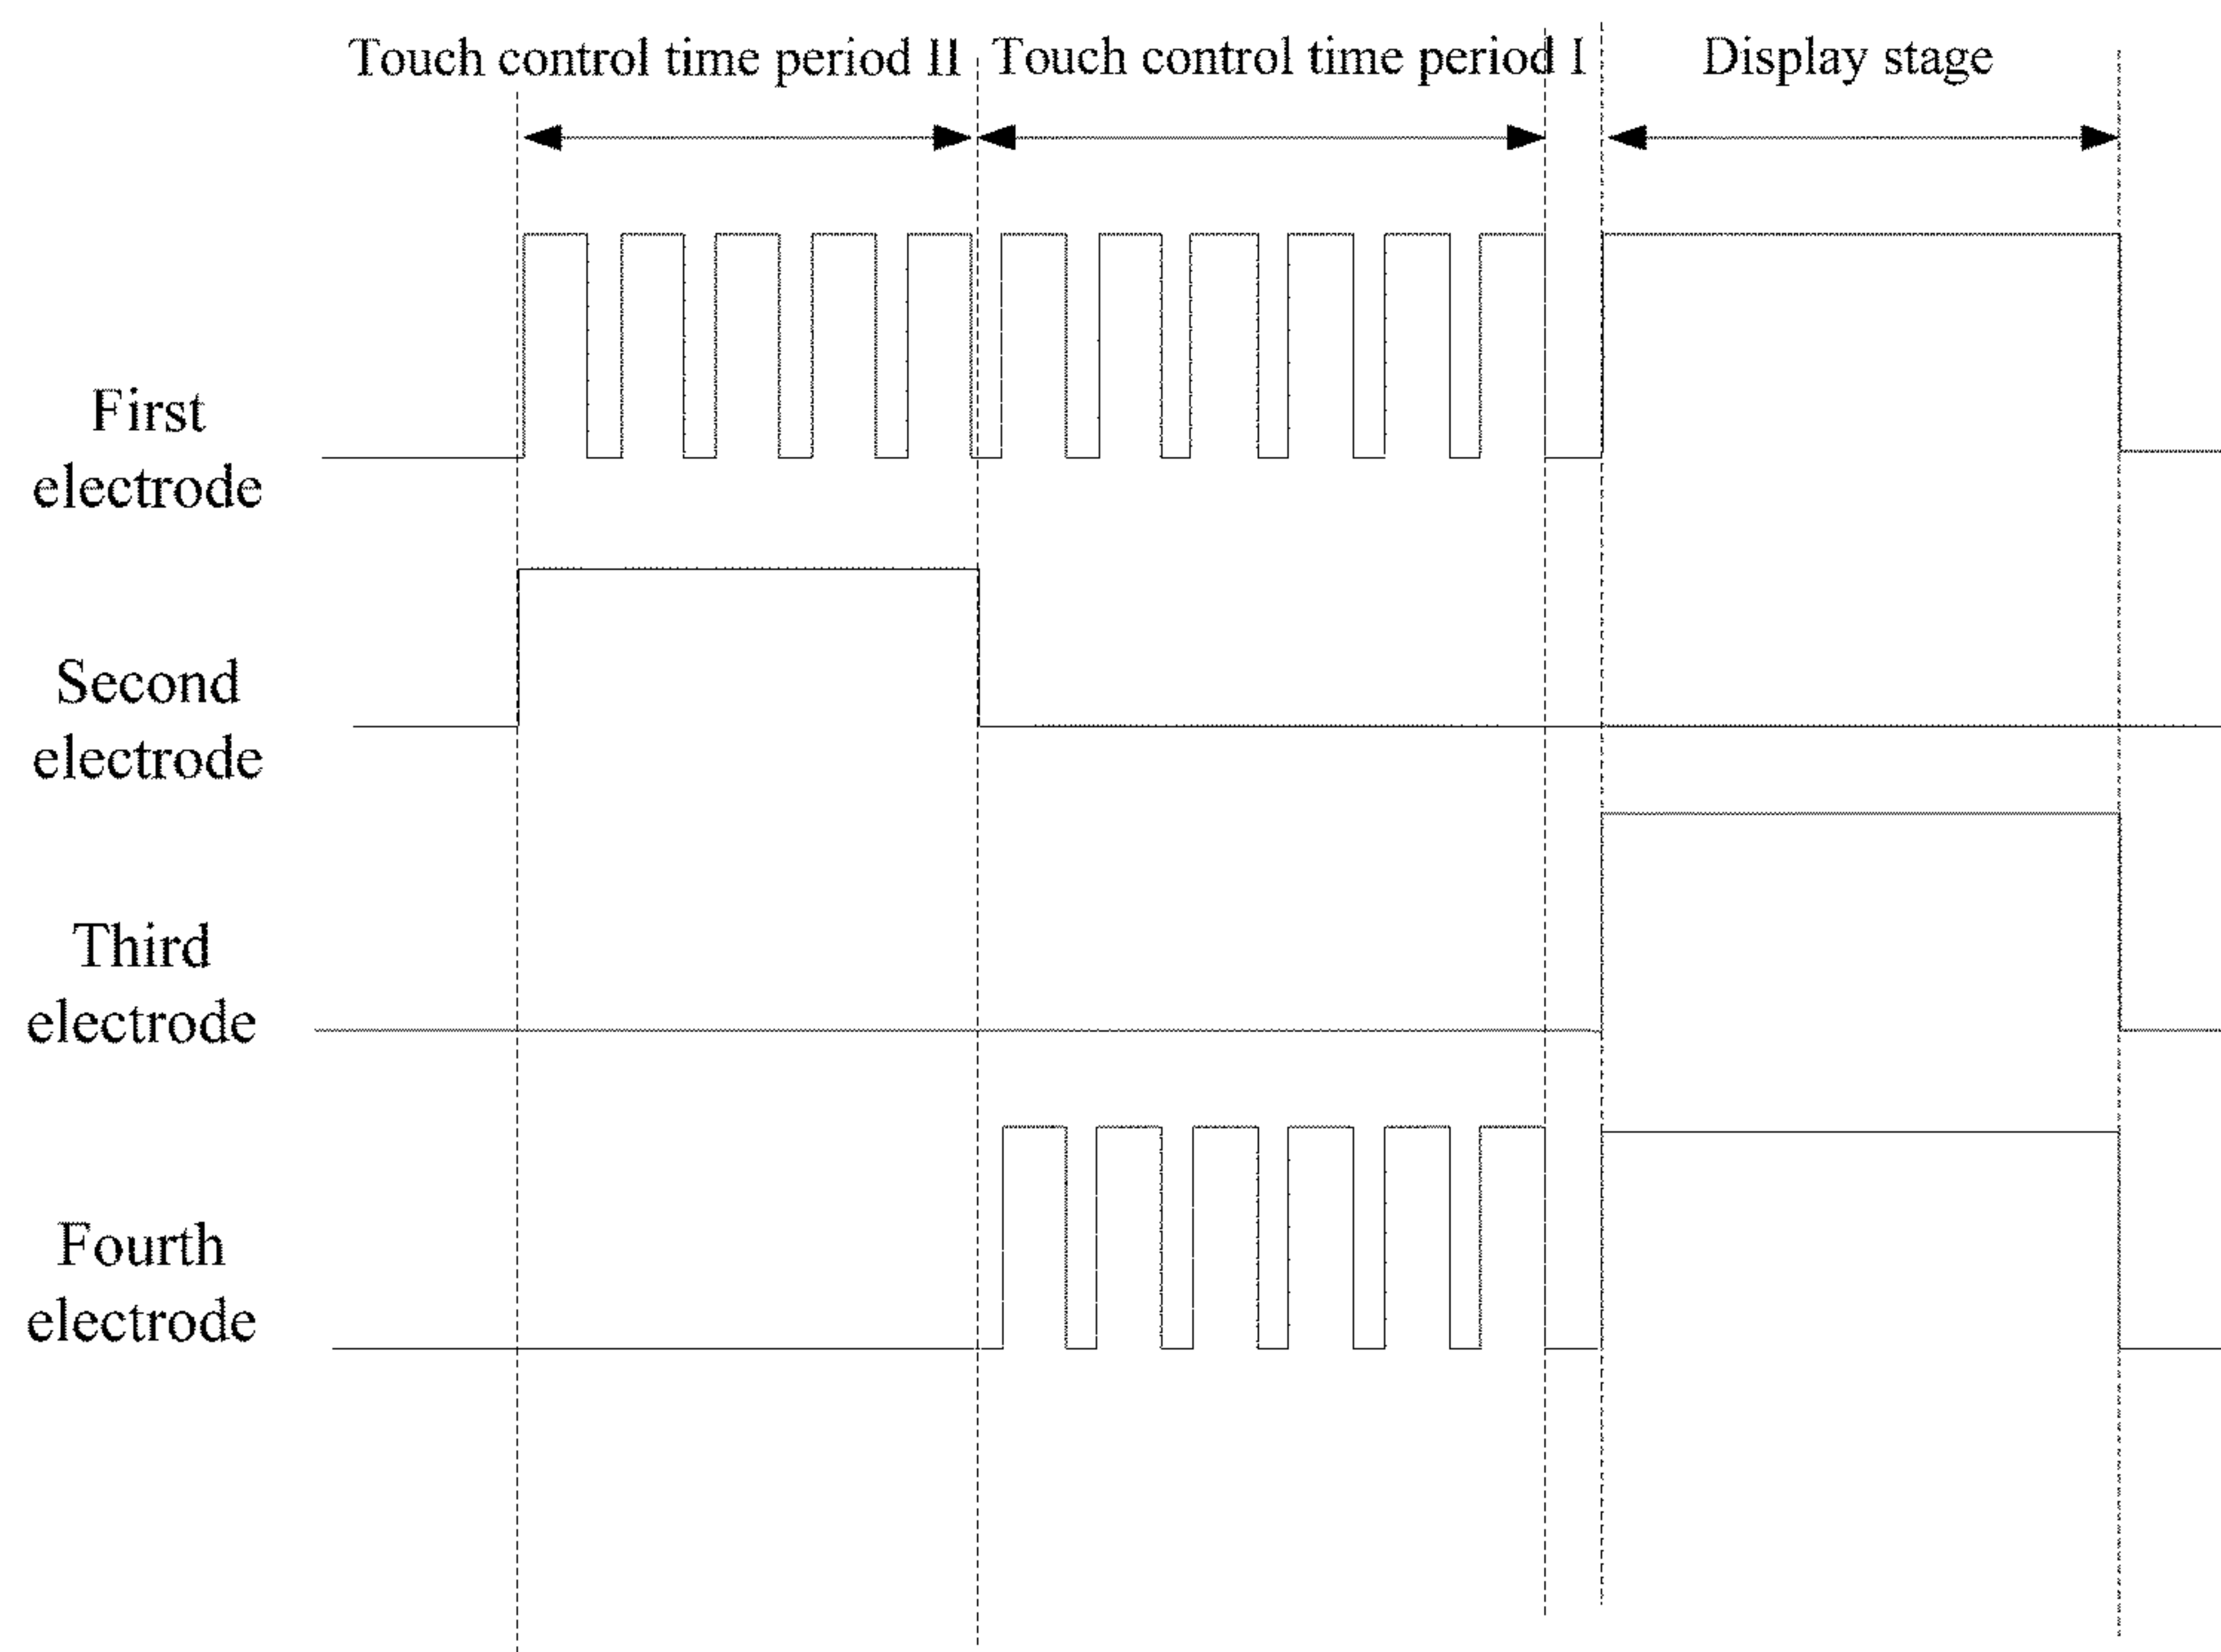 Touch control time period II
Touch control time period I
Display stage
First
electrode
Second
electrode
Third
electrode
Fourth
electrode